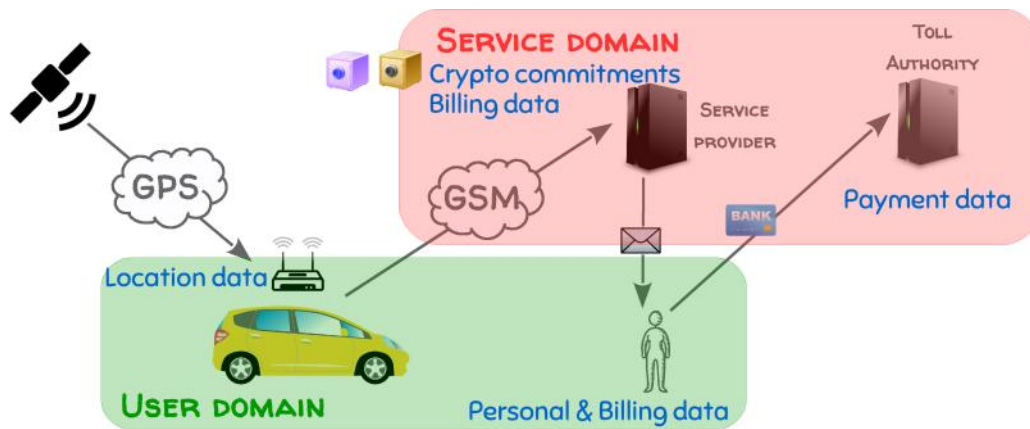 SERVICE DOMAIN
Crypto commitments
Billing data
TOLL
AUTHORITY
SERVICE
PROVIDER
GPS
GSM
BANK
Payment data
Location data
USER DOMAIN
Personal & Billing data